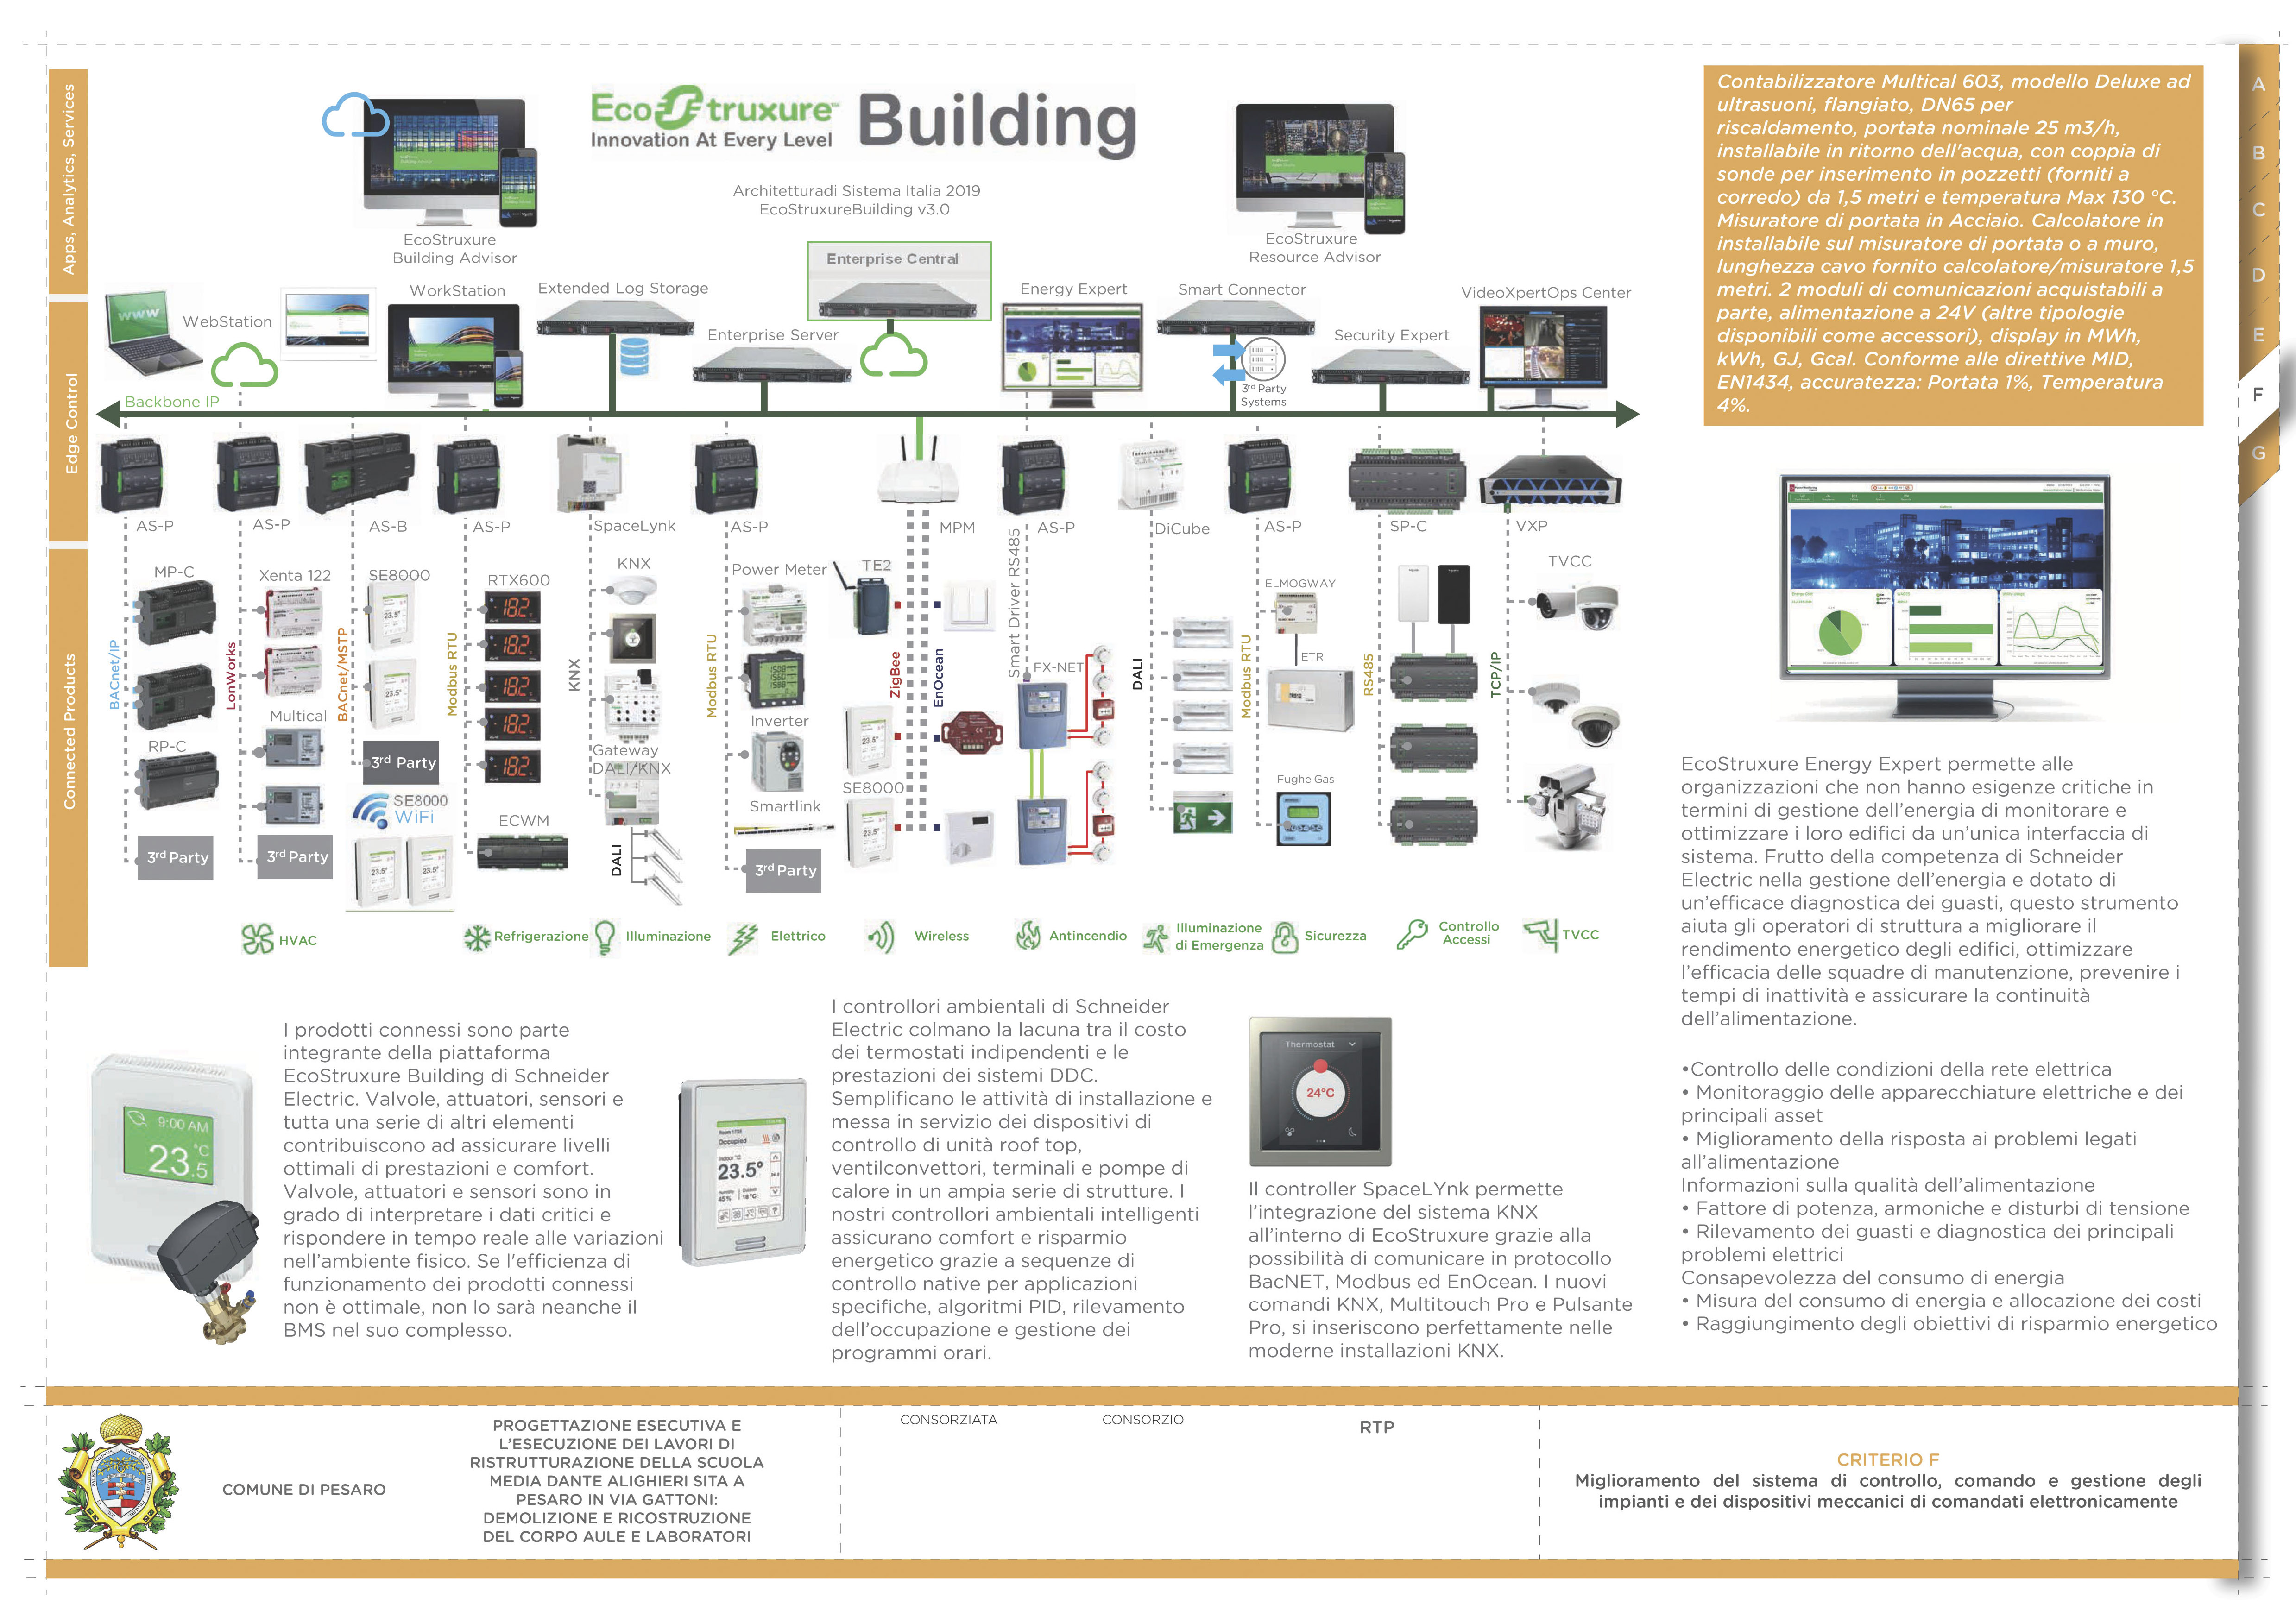 Apps, Analytics, Services
Edge Control
Connected Products
EcoStruxure™
Innovation At Every Level
Building
Architetturadi Sistema Italia 2019
EcoStruxureBuilding v3.0
EcoStruxure
Building Advisor
EcoStruxure
Resource Advisor
WWW
WebStation
WorkStation
Extended Log Storage
Enterprise Server
Enterprise Central
Energy Expert
Smart Connector
3rd Party
Systems
Security Expert
VideoXpertOps Center
Backbone IP
AS-P
AS-P
AS-B
AS-P
SpaceLynk
AS-P
MPM
AS-P
DiCube
AS-P
SP-C
VXP
BACnet/IP
MP-C
RP-C
3rd Party
LonWorks
Xenta 122
Multical
3rd Party
BACnet/MSTP
SE8000
3rd Party
SE8000
WiFi
Modbus RTU
RTX600
ECWM
KNX
KNX
Gateway
DALI/KNX
DALI
Modbus RTU
Power Meter
Inverter
Smartlink
3rd Party
TE2
ZigBee
EnOcean
SE8000
Smart Driver RS485
FX-NET
DALI
Modbus RTU
ELMOGWAY
ETR
Fughe Gas
RS485
TCP/IP
TVCC
HVAC
Refrigerazione
Illuminazione
Elettrico
Wireless
Antincendio
Illuminazione
di Emergenza
Sicurezza
Controllo
Accessi
TVCC
Contabilizzatore Multical 603, modello Deluxe ad
ultrasuoni, flangiato, DN65 per
riscaldamento, portata nominale 25 m3/h,
installabile in ritorno dell'acqua, con coppia di
sonde per inserimento in pozzetti (forniti a
corredo) da 1,5 metri e temperatura Max 130 °C.
Misuratore di portata in Acciaio. Calcolatore in
installabile sul misuratore di portata o a muro,
lunghezza cavo fornito calcolatore/misuratore 1,5
metri. 2 moduli di comunicazioni acquistabili a
parte, alimentazione a 24V (altre tipologie
disponibili come accessori), display in MWh,
kWh, GJ, Gcal. Conforme alle direttive MID,
EN1434, accuratezza: Portata 1%, Temperatura
4%.
A
B
C
D
E
F
G
EcoStruxure Energy Expert permette alle
organizzazioni che non hanno esigenze critiche in
termini di gestione dell'energia di monitorare e
ottimizzare i loro edifici da un'unica interfaccia di
sistema. Frutto della competenza di Schneider
Electric nella gestione dell'energia e dotato di
un'efficace diagnostica dei guasti, questo strumento
aiuta gli operatori di struttura a migliorare il
rendimento energetico degli edifici, ottimizzare
l'efficacia delle squadre di manutenzione, prevenire i
tempi di inattività e assicurare la continuità
dell'alimentazione.
•Controllo delle condizioni della rete elettrica
• Monitoraggio delle apparecchiature elettriche e dei
principali asset
• Miglioramento della risposta ai problemi legati
all'alimentazione
Informazioni sulla qualità dell'alimentazione
• Fattore di potenza, armoniche e disturbi di tensione
• Rilevamento dei guasti e diagnostica dei principali
problemi elettrici
Consapevolezza del consumo di energia
• Misura del consumo di energia e allocazione dei costi
• Raggiungimento degli obiettivi di risparmio energetico
9:00 AM
23.5 °C
I prodotti connessi sono parte
integrante della piattaforma
EcoStruxure Building di Schneider
Electric. Valvole, attuatori, sensori e
tutta una serie di altri elementi
contribuiscono ad assicurare livelli
ottimali di prestazioni e comfort.
Valvole, attuatori e sensori sono in
grado di interpretare i dati critici e
rispondere in tempo reale alle variazioni
nell'ambiente fisico. Se l'efficienza di
funzionamento dei prodotti connessi
non è ottimale, non lo sarà neanche il
BMS nel suo complesso.
Occupied
Indoor °C
23.5°
45%
18°C
I controllori ambientali di Schneider
Electric colmano la lacuna tra il costo
dei termostati indipendenti e le
prestazioni dei sistemi DDC.
Semplificano le attività di installazione e
messa in servizio dei dispositivi di
controllo di unità roof top,
ventilconvettori, terminali e pompe di
calore in un ampia serie di strutture. I
nostri controllori ambientali intelligenti
assicurano comfort e risparmio
energetico grazie a sequenze di
controllo native per applicazioni
specifiche, algoritmi PID, rilevamento
dell'occupazione e gestione dei
programmi orari.
Thermostat
24°C
Il controller SpaceLYnk permette
l'integrazione del sistema KNX
all'interno di EcoStruxure grazie alla
possibilità di comunicare in protocollo
BacNET, Modbus ed EnOcean. I nuovi
comandi KNX, Multitouch Pro e Pulsante
Pro, si inseriscono perfettamente nelle
moderne installazioni KNX.
COMUNE DI PESARO
PROGETTAZIONE ESECUTIVA E
L'ESECUZIONE DEI LAVORI DI
RISTRUTTURAZIONE DELLA SCUOLA
MEDIA DANTE ALIGHIERI SITA A
PESARO IN VIA GATTONI:
DEMOLIZIONE E RICOSTRUZIONE
DEL CORPO AULE E LABORATORI
CONSORZIATA
CONSORZIO
RTP
CRITERIO F
Miglioramento del sistema di controllo, comando e gestione degli
impianti e dei dispositivi meccanici di comandati elettronicamente